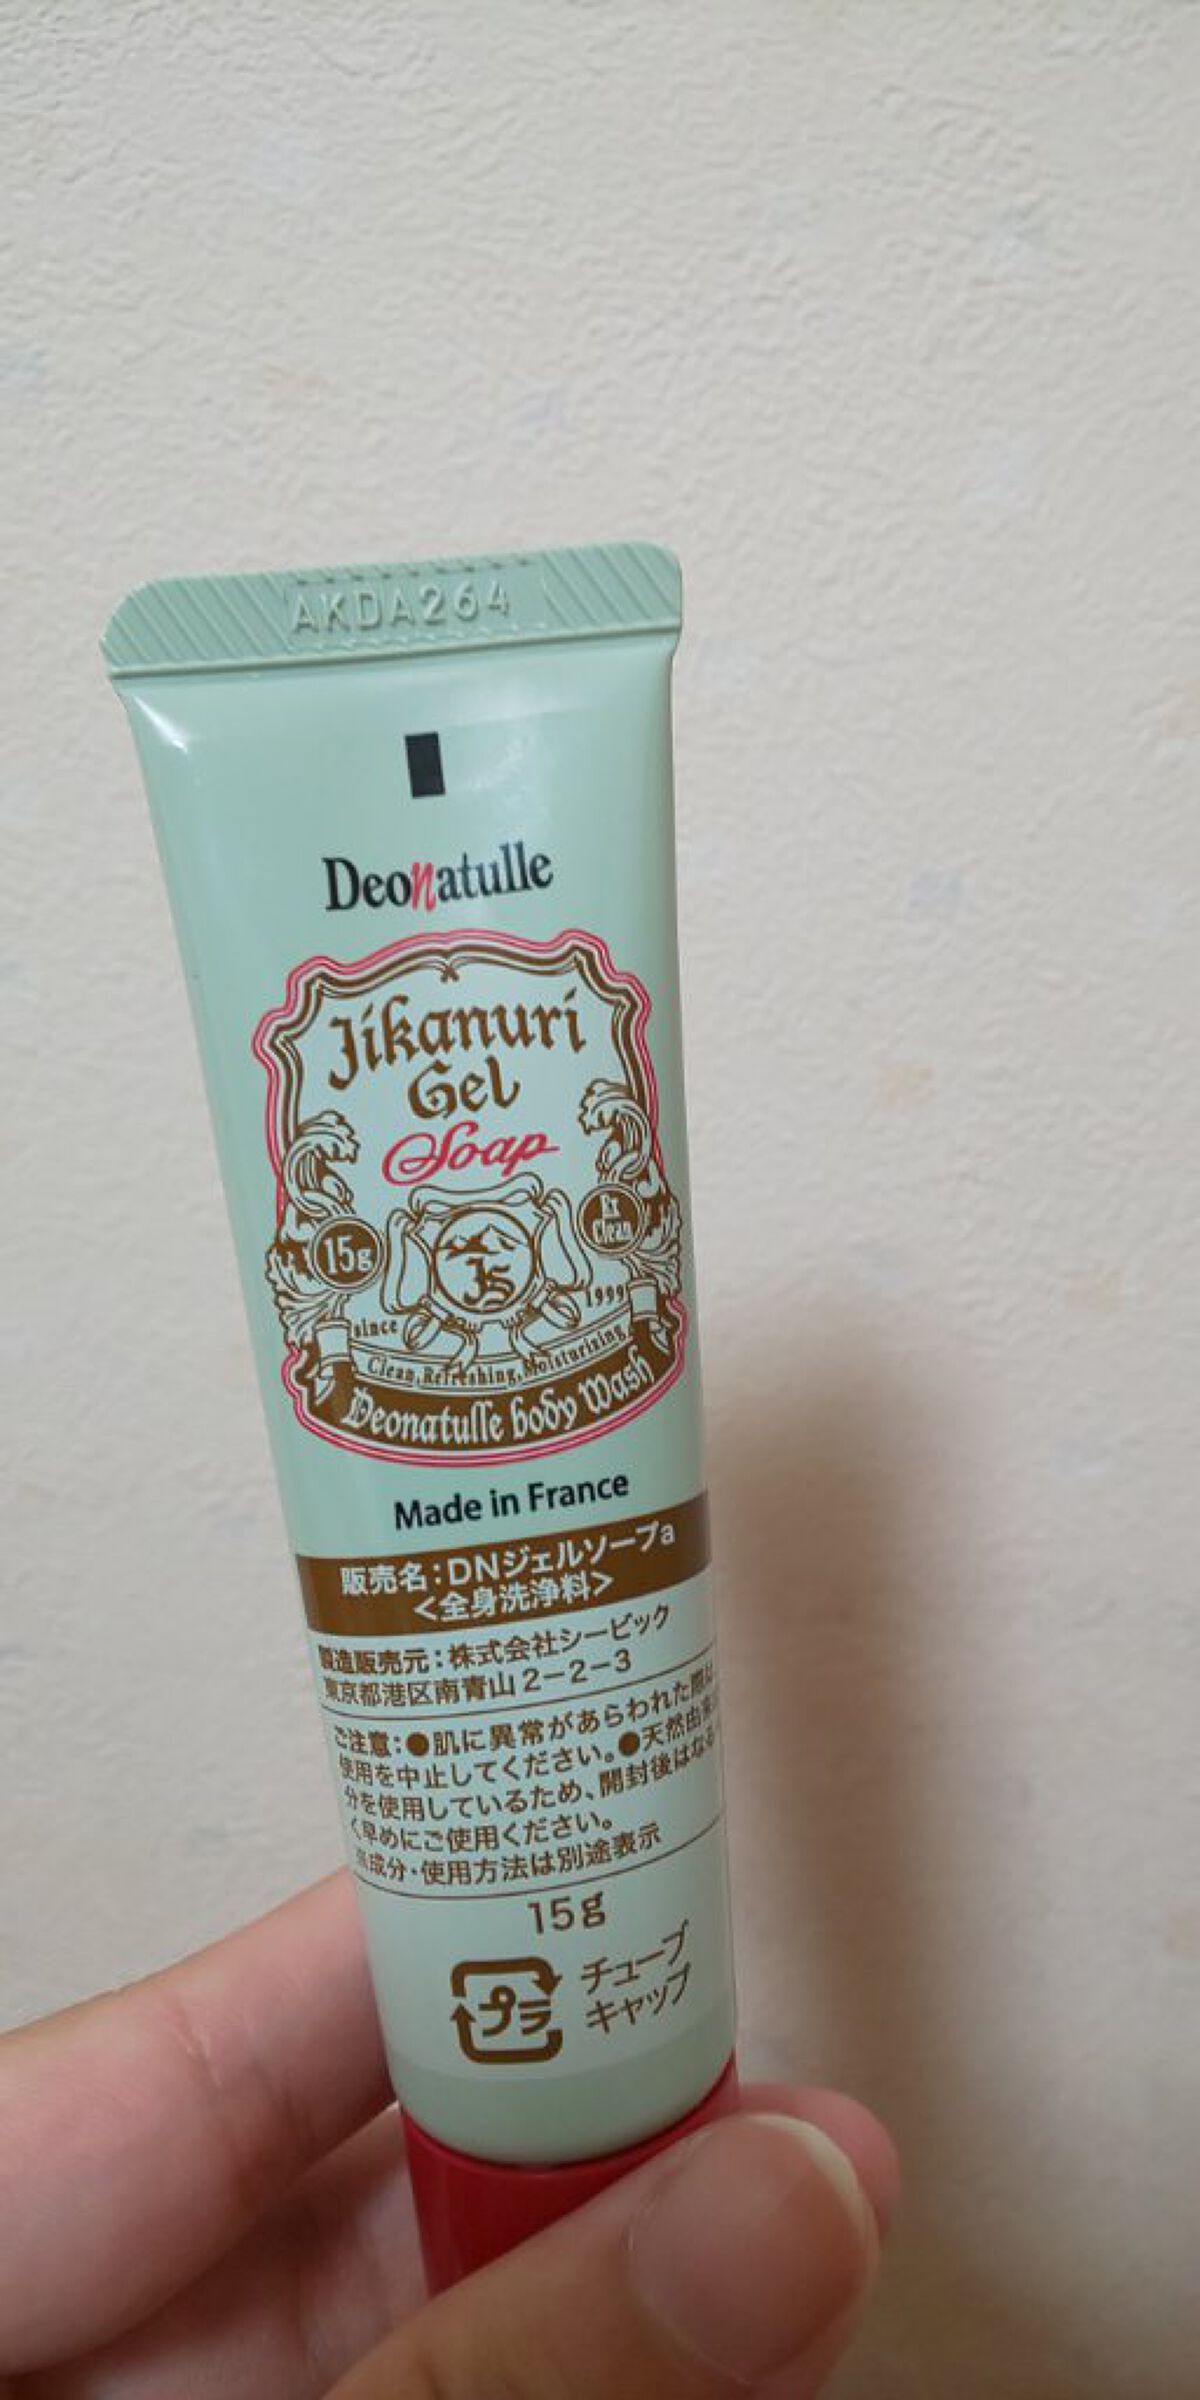 AKDA264
Deonatulle
Jikanuri
Gel
Soap
15g
Ex
Clean
JS
since
1999
Clean, Refreshing, Moisturizing
Deonatulle body Wash
Made in France
販売名：DNジェルソープa
＜全身洗浄料＞
製造販売元：株式会社シービック
東京都港区南青山2－2－3
ご注意：●肌に異常があらわれた際は
使用を中止してください。●天然由来
分を使用しているため、開封後はなる
く早めにご使用ください。
※成分・使用方法は別途表示
15g
プラ
チューブ
キャップ